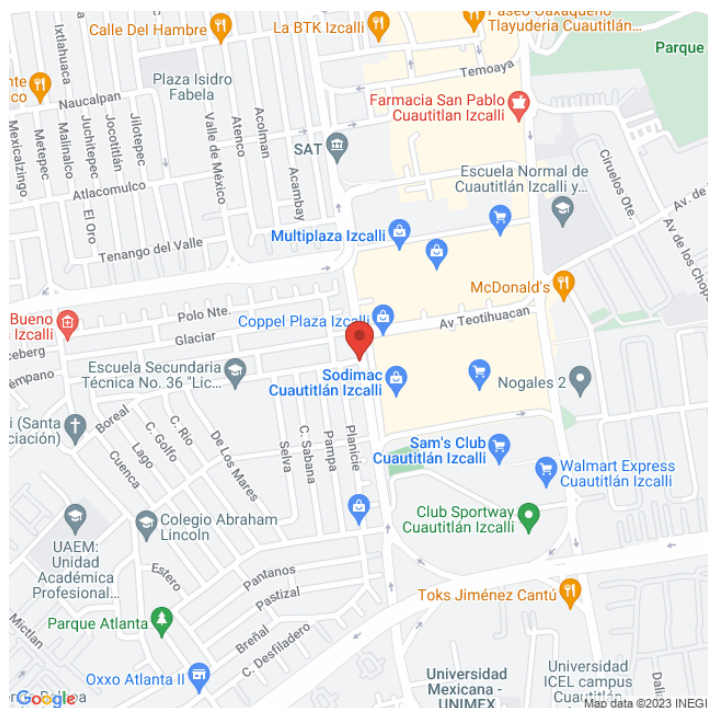 Paseo Oaxaqueño
Tlayuderia Cuautitlán...
Calle Del Hambre
La BTK Izcalli
Parque
Ixtlahuaca
Plaza Isidro
Fabela
Temoaya
Naucalpan
Farmacia San Pablo
Cuautitlan Izcalli
Mexicalzingo
Metepec
Malinalco
Juchitepec
Jocotitlán
Jilotepec
Valle de México
Atenco
Acolman
Acambay
SAT
Escuela Normal de
Cuautitlán Izcalli y...
Ciruelos Ote.
Av. de
Av de los Chopos
Atlacomulco
El Oro
Tenango del Valle
Multiplaza Izcalli
McDonald's
Polo Nte.
Bueno
Izcalli
Coppel Plaza Izcalli
Av Teotihuacan
Glaciar
Iceberg
Témpano
Escuela Secundaria
Técnica No. 36 "Lic...
Sodimac
Cuautitlán Izcalli
Nogales 2
Boreal
(Santa
C. Río
C. Golfo
Lago
Cuenca
De Los Mares
Selva
C. Sabana
Pampa
Planicie
Sam's Club
Cuautitlán Izcalli
Walmart Express
Cuautitlán Izcalli
Club Sportway
Cuautitlán Izcalli
Colegio Abraham
Lincoln
UAEM:
Unidad
Académica
Profesional...
Estero
Pantanos
Pastizal
Toks Jiménez Cantú
Mictlan
Parque Atlanta
Breñal
C. Desfiladero
Oxxo Atlanta II
Universidad
Mexicana -
UNIMEX
Universidad
ICEL campus
Cuautitlán
Google
Map data ©2023 INEGI